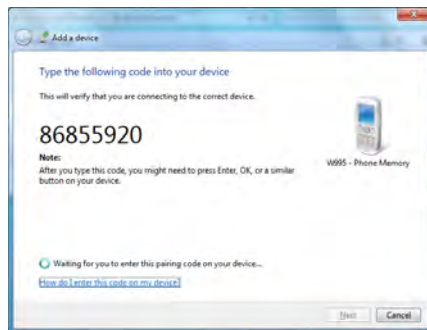 Add a device
Type the following code into your device
This will verify that you are connecting to the correct device.
86855920
Note:
After you type this code, you might need to press Enter, OK, or a similar
button on your device.
W995 - Phone Memory
Waiting for you to enter this pairing code on your device...
How do I enter this code on my device?
Next
Cancel